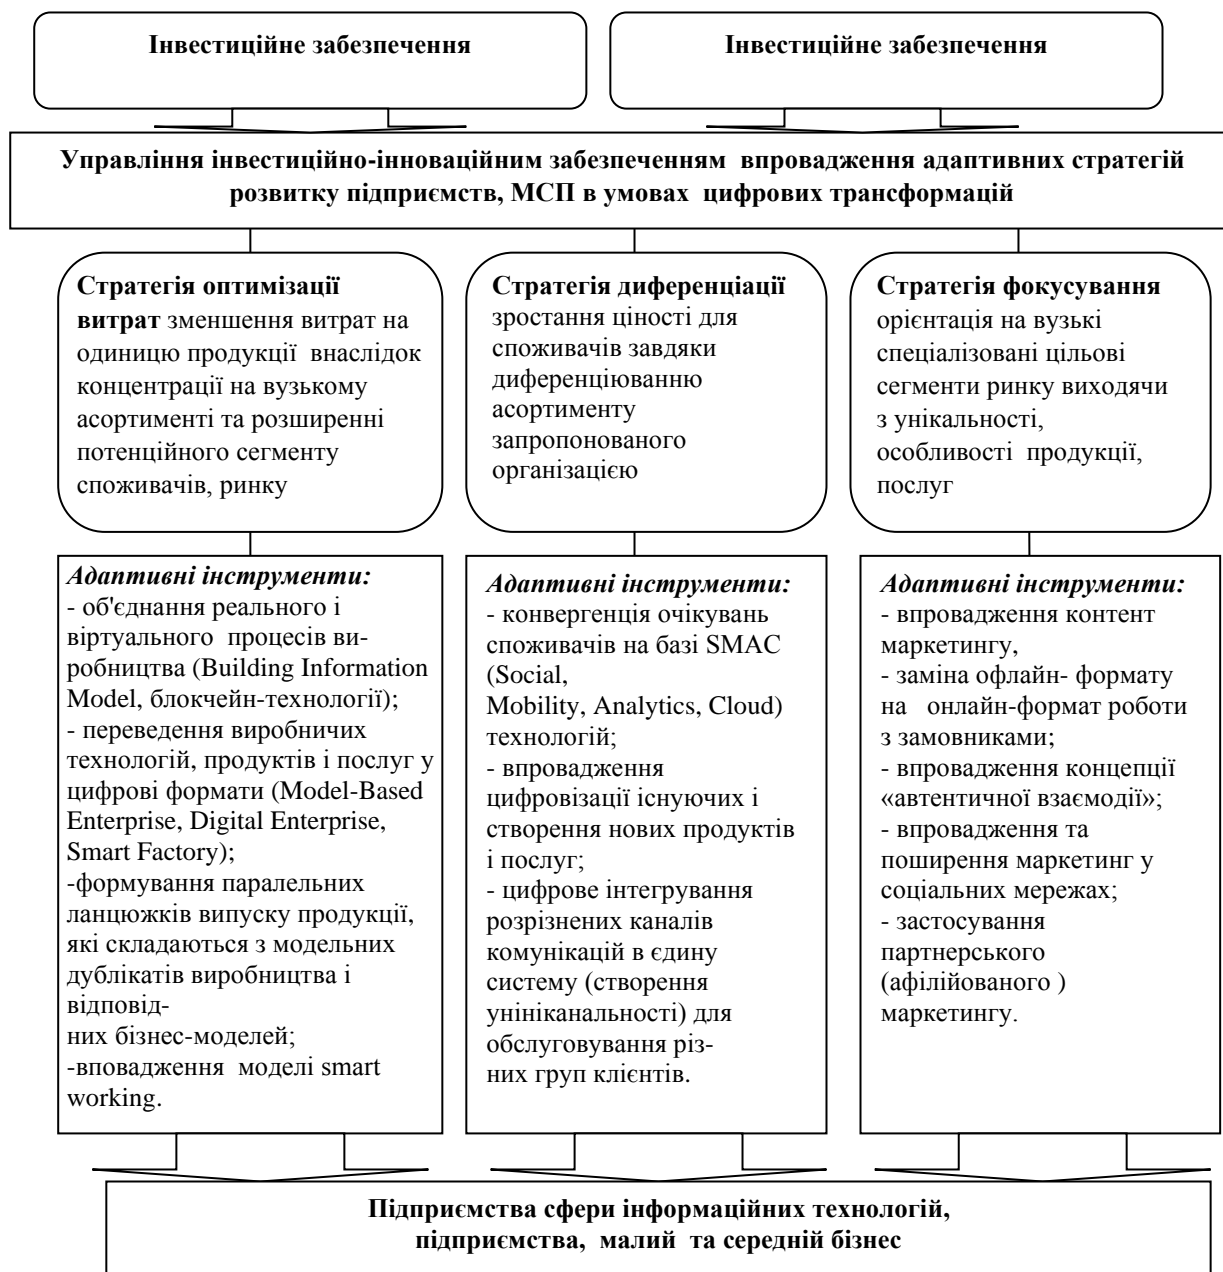 Інвестиційне забезпечення
Інвестиційне забезпечення
Управління інвестиційно-інноваційним забезпеченням впровадження адаптивних стратегій
розвитку підприємств, МСП в умовах цифрових трансформацій
Стратегія оптимізації
витрат зменшення витрат на
одиницю продукції внаслідок
концентрації на вузькому
асортименті та розширенні
потенційного сегменту
споживачів, ринку
Стратегія диференціації
зростання ціності для
споживачів завдяки
диференціюванню
асортименту
запропонованого
організацією
Стратегія фокусування
орієнтація на вузькі
спеціалізовані цільові
сегменти ринку виходячи
з унікальності,
особливості продукції,
послуг
Адаптивні інструменти:
- об'єднання реального і
віртуального процесів ви-
робництва (Building Information
Model, блокчейн-технології);
- переведення виробничих
технологій, продуктів і послуг у
цифрові формати (Model-Based
Enterprise, Digital Enterprise,
Smart Factory);
-формування паралельних
ланцюжків випуску продукції,
які складаються з модельних
дублікатів виробництва і
відповід-
них бізнес-моделей;
-вповадження моделі smart
working.
Адаптивні інструменти:
- конвергенція очікувань
споживачів на базі SMAC
(Social,
Mobility, Analytics, Cloud)
технологій;
- впровадження
цифровізації існуючих і
створення нових продуктів
і послуг;
- цифрове інтегрування
розрізнених каналів
комунікацій в єдину
систему (створення
унініканальності) для
обслуговування різ-
них груп клієнтів.
Адаптивні інструменти:
- впровадження контент
маркетингу,
- заміна офлайн- формату
на онлайн-формат роботи
з замовниками;
- впровадження концепції
«автентичної взаємодії»;
- впровадження та
поширення маркетинг у
соціальних мережах;
- застосування
партнерського
(афілійованого )
маркетингу.
Підприємства сфери інформаційних технологій,
підприємства, малий та середній бізнес